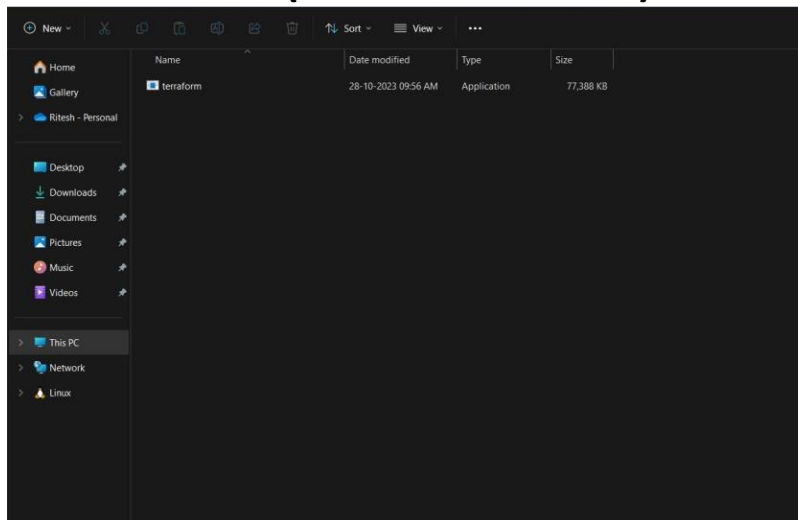 New Sort View
Name Date modified Type Size
terraform 28-10-2023 09:56 AM Application 77,388 KB
Home
Gallery
Ritesh - Personal
Desktop
Downloads
Documents
Pictures
Music
Videos
This PC
Network
Linux